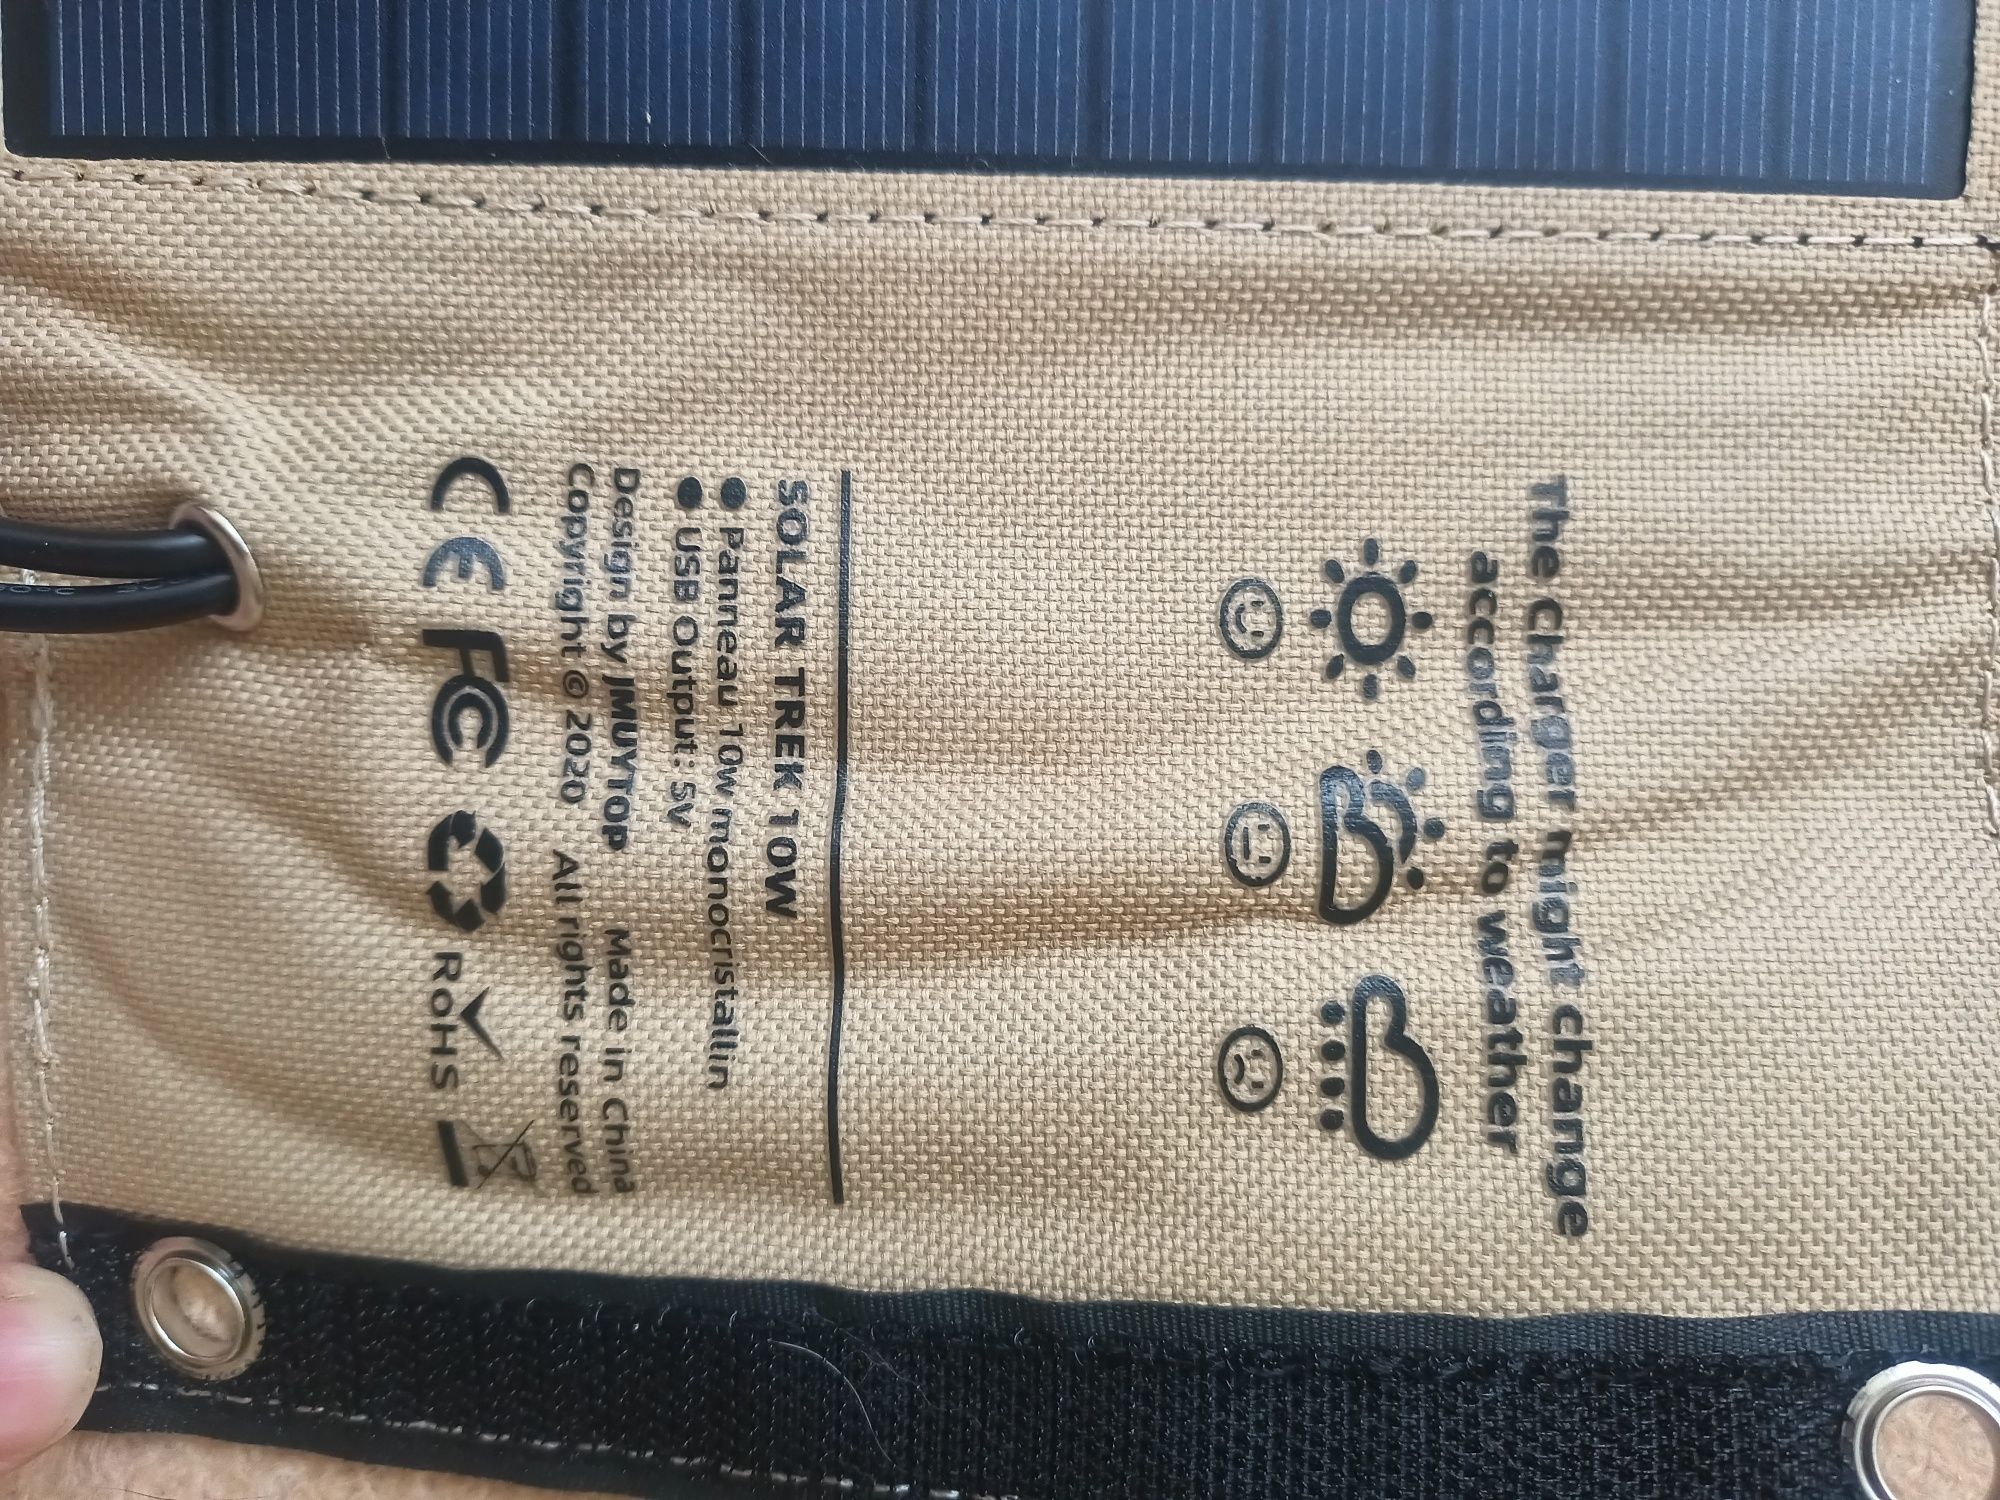 The Charger might change
according to weather
SOLAR TREK 10W
● Panneau 10w monocristallin
● USB Output: 5V
Design by JMUYTOP Made in China
Copyright @ 2020 All rights reserved
CE FC RoHS